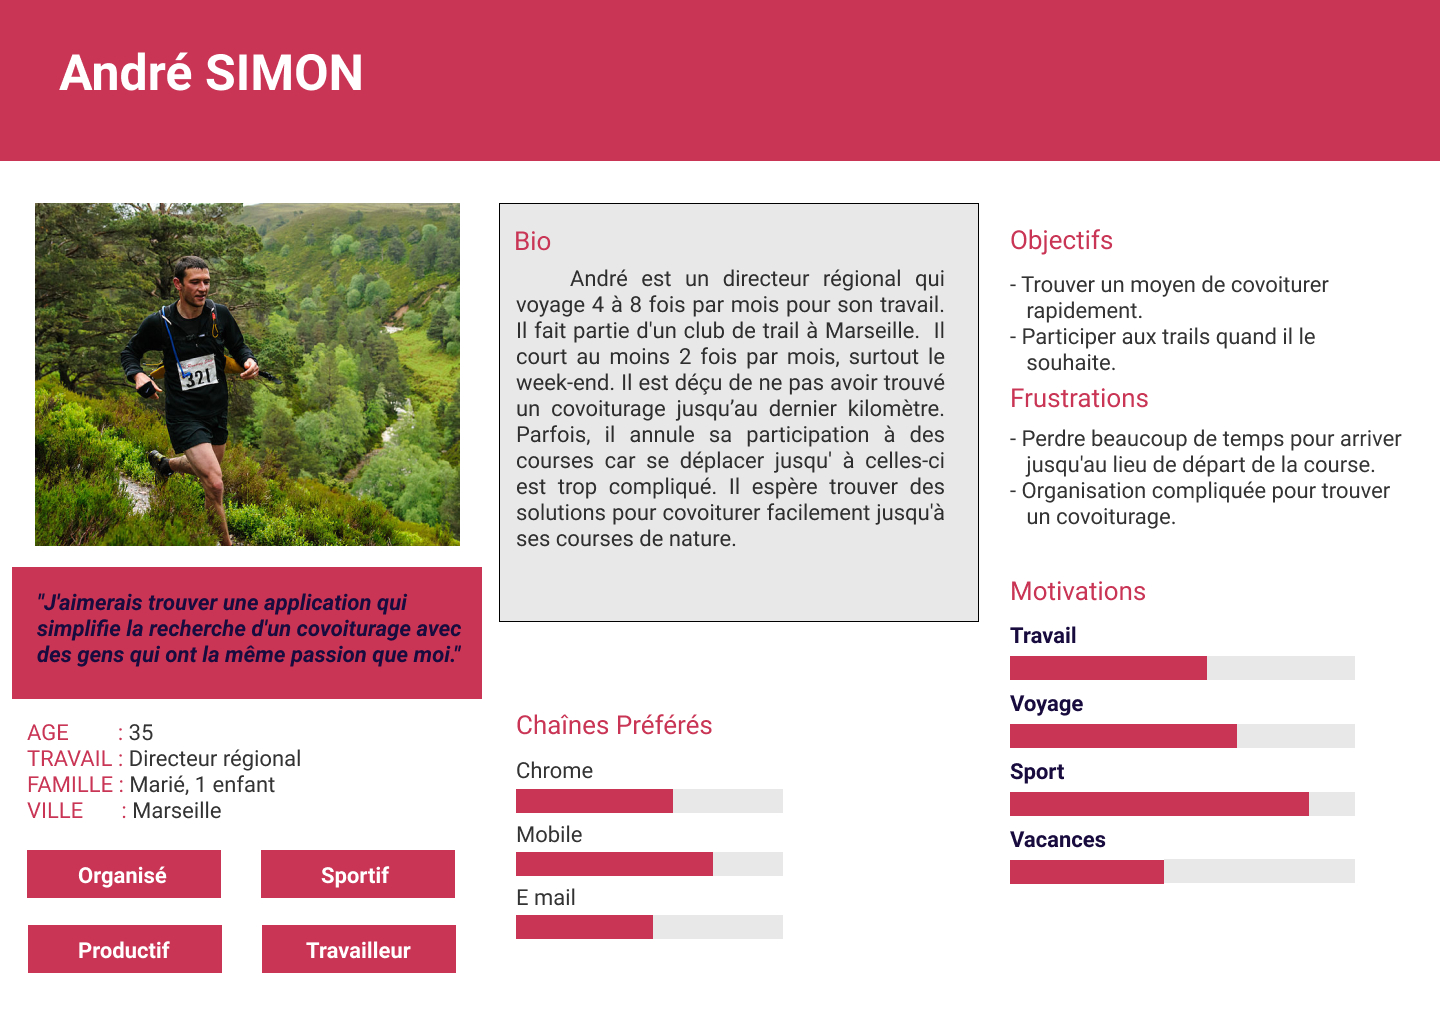 André SIMON
321
"J'aimerais trouver une application qui
simplifie la recherche d'un covoiturage avec
des gens qui ont la même passion que moi."
AGE : 35
TRAVAIL : Directeur régional
FAMILLE : Marié, 1 enfant
VILLE : Marseille
Organisé
Sportif
Productif
Travailleur
Bio
André est un directeur régional qui
voyage 4 à 8 fois par mois pour son travail.
Il fait partie d'un club de trail à Marseille. Il
court au moins 2 fois par mois, surtout le
week-end. Il est déçu de ne pas avoir trouvé
un covoiturage jusqu’au dernier kilomètre.
Parfois, il annule sa participation à des
courses car se déplacer jusqu' à celles-ci
est trop compliqué. Il espère trouver des
solutions pour covoiturer facilement jusqu'à
ses courses de nature.
Chaînes Préférés
Chrome
Mobile
E mail
Objectifs
- Trouver un moyen de covoiturer
rapidement.
- Participer aux trails quand il le
souhaite.
Frustrations
- Perdre beaucoup de temps pour arriver
jusqu'au lieu de départ de la course.
- Organisation compliquée pour trouver
un covoiturage.
Motivations
Travail
Voyage
Sport
Vacances